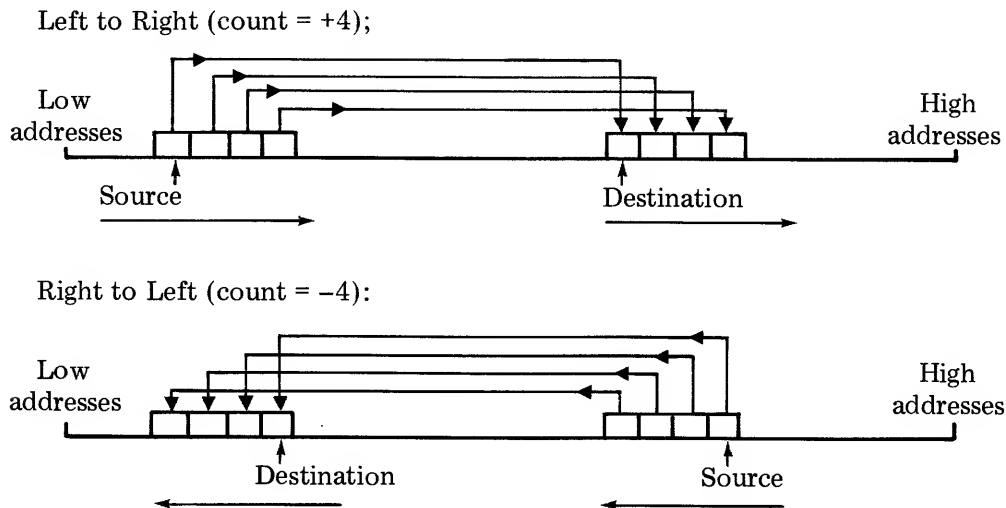 Left to Right (count = +4);
Low
addresses
High
addresses
Source
Destination
Right to Left (count = −4):
Low
addresses
High
addresses
Destination
Source